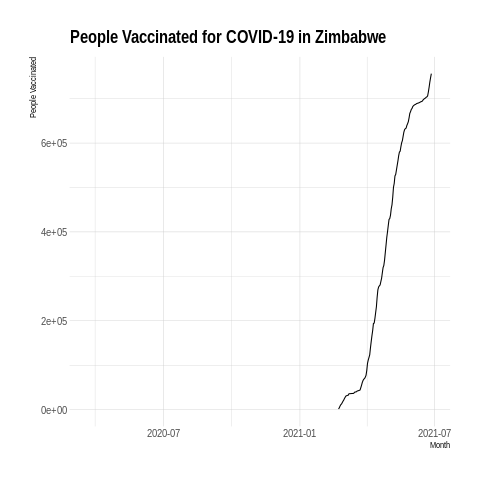 People Vaccinated for COVID-19 in Zimbabwe
People Vaccinated
6e+05
4e+05
2e+05
0e+00
2020-07 2021-01 2021-07
Month